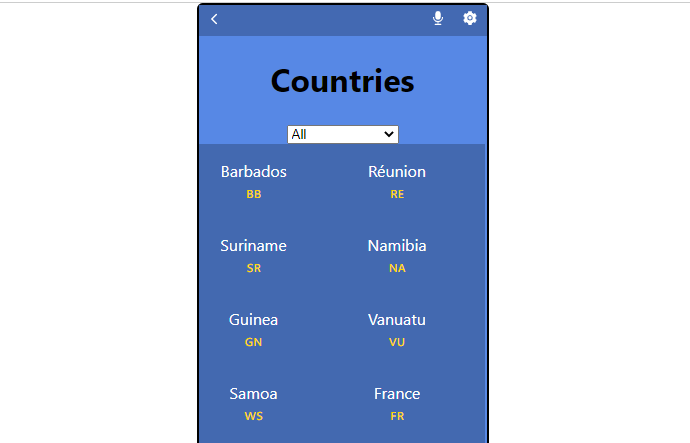 Countries
All
Barbados Réunion
BB RE
Suriname Namibia
SR NA
Guinea Vanuatu
GN VU
Samoa France
WS FR